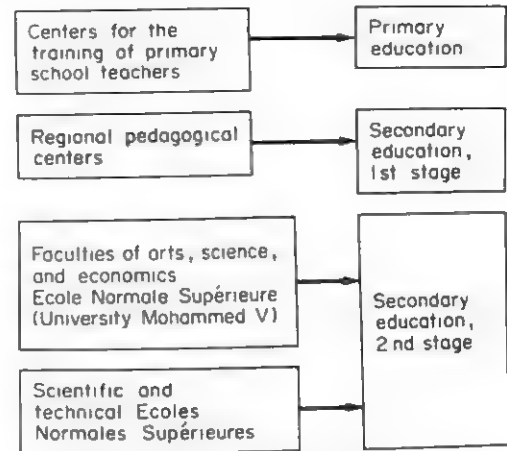 Centers for the
training of primary
school teachers
Primary
education
Regional pedagogical
centers
Secondary
education,
1st stage
Faculties of arts, science,
and economics
Ecole Normale Supérieure
(University Mohammed V)
Secondary
education,
2nd stage
Scientific and
technical Ecoles
Normales Supérieures